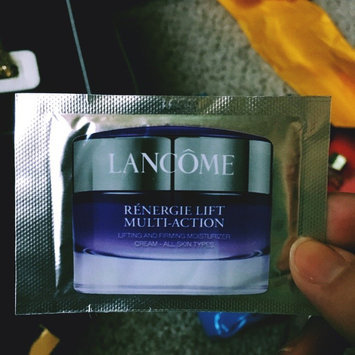 LANCÔME
RÉNERGIE LIFT
MULTI-ACTION
LIFTING AND FIRMING MOISTURIZER
CREAM - ALL SKIN TYPES